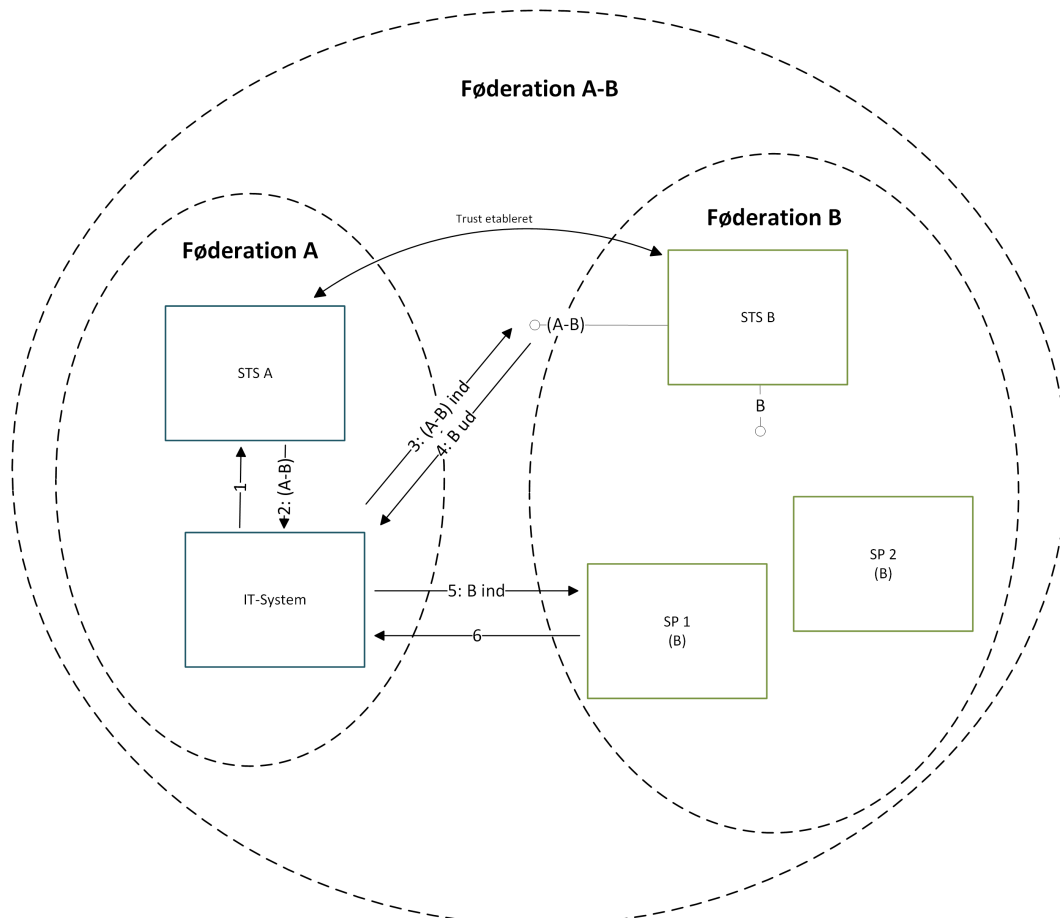 Føderation A-B
Trust etableret
Føderation A
Føderation B
STS A
(A-B)
STS B
B
3: (A-B) ind
4: B ud
1
2: (A-B)
IT-System
5: B ind
6
SP 1
(B)
SP 2
(B)